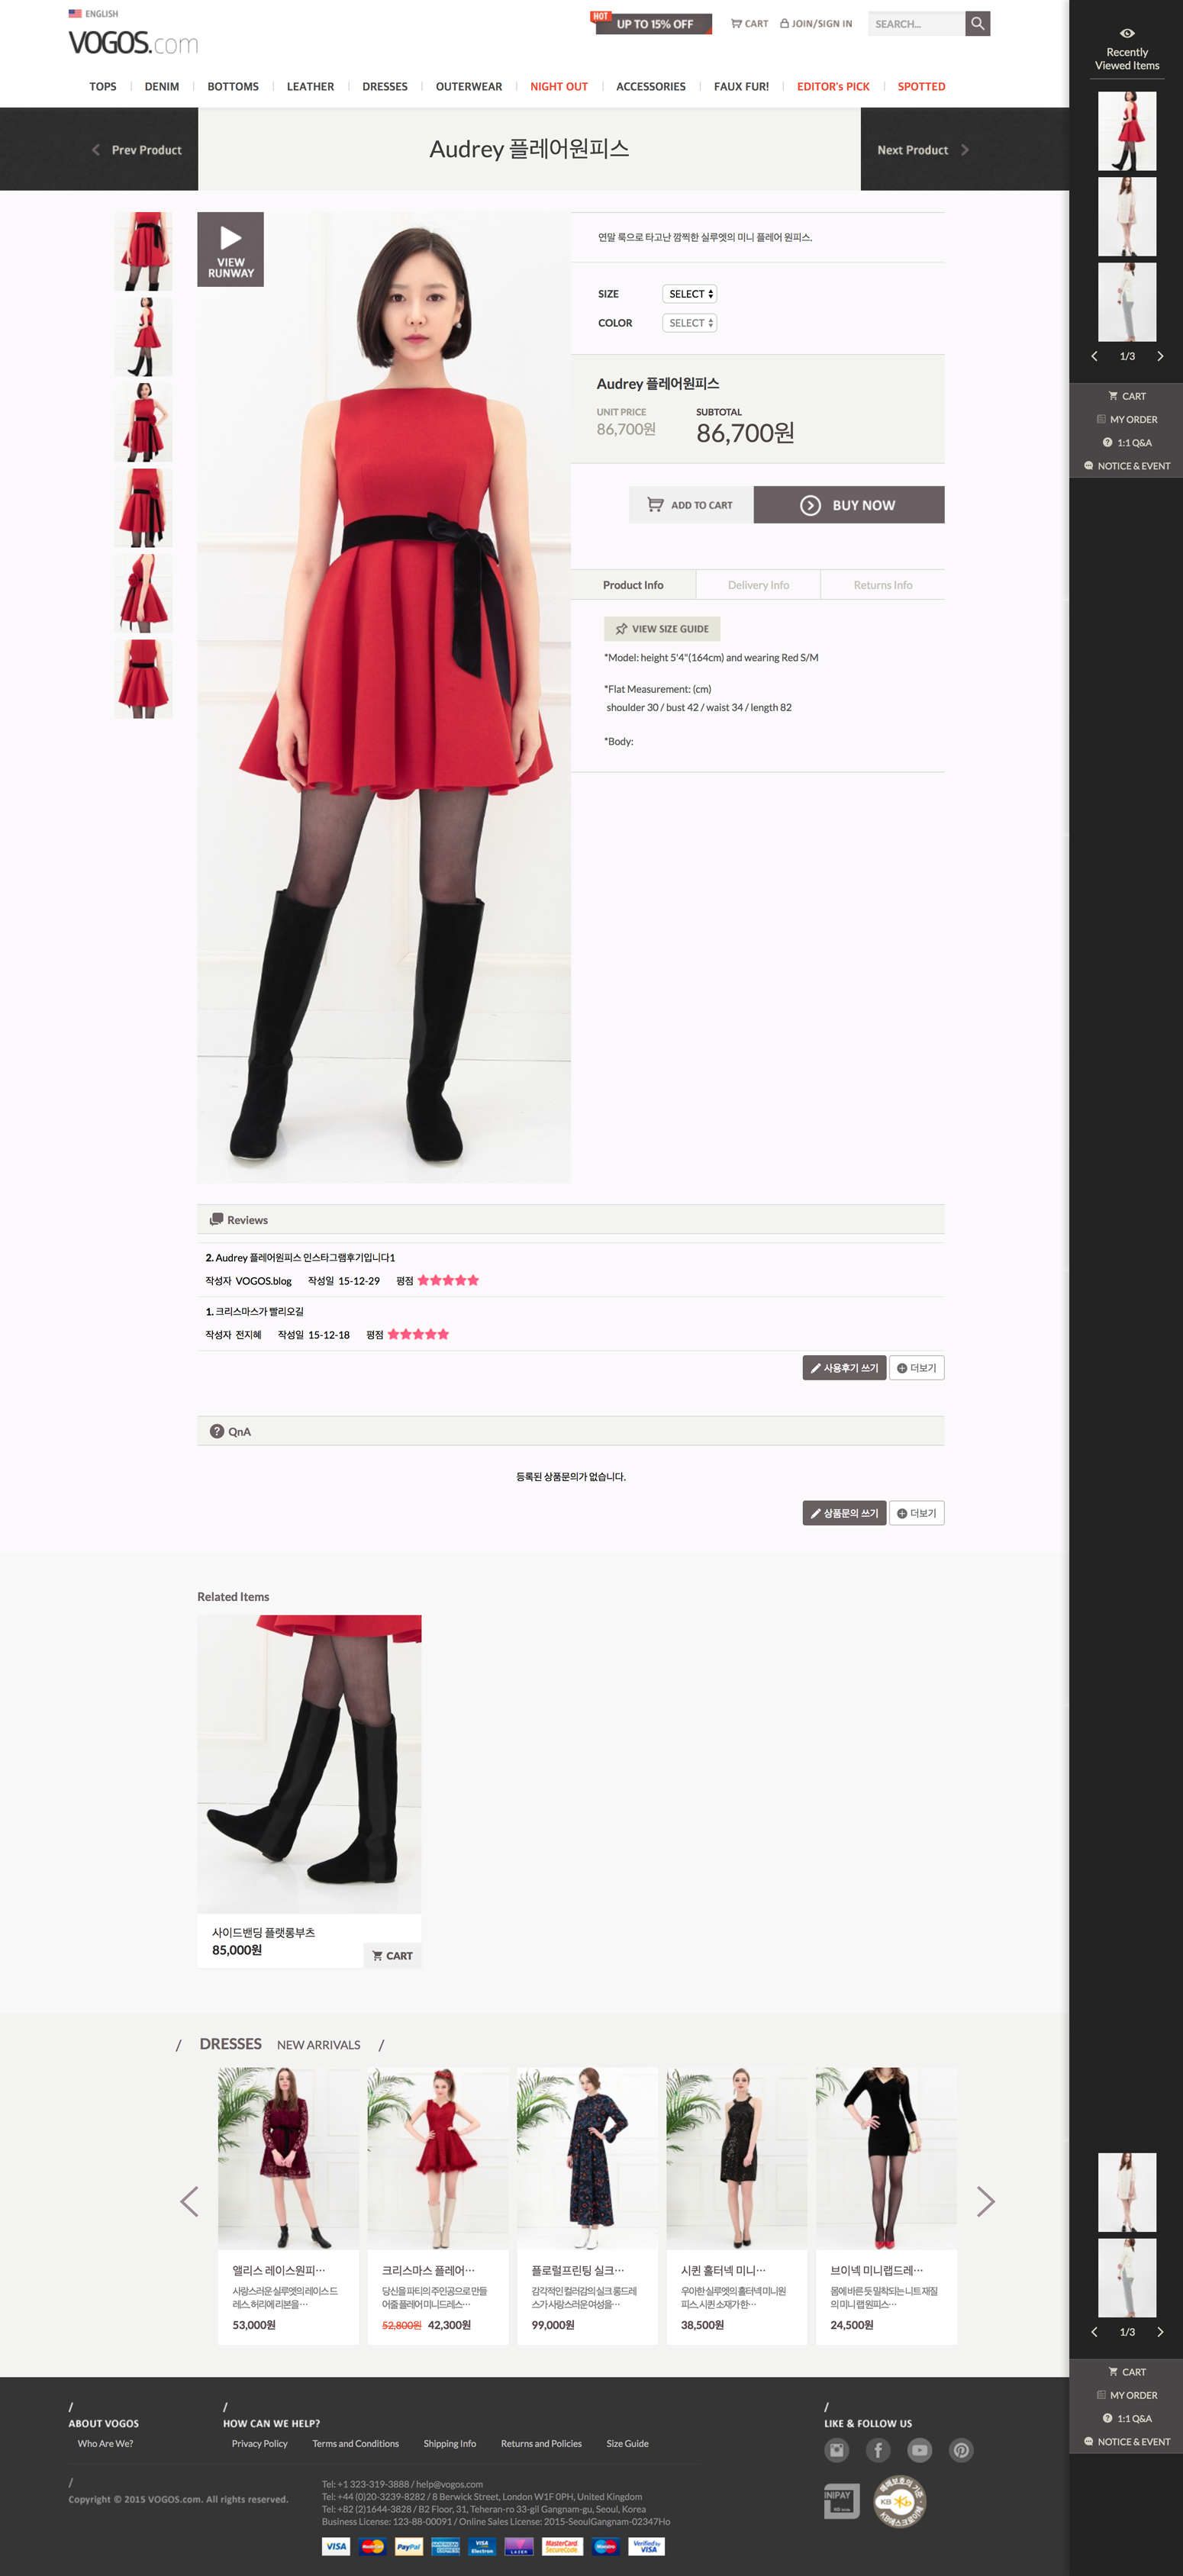 ENGLISH
VOGOS.com
HOT
UP TO 15% OFF
CART
JOIN/SIGN IN
SEARCH...
TOPS
DENIM
BOTTOMS
LEATHER
DRESSES
OUTERWEAR
NIGHT OUT
ACCESSORIES
FAUX FUR!
EDITOR's PICK
SPOTTED
Prev Product
Audrey 플레어원피스
Next Product
Recently
Viewed Items
1/3
CART
MY ORDER
1:1 Q&A
NOTICE & EVENT
VIEW
RUNWAY
연말 룩으로 타고난 깜찍한 실루엣의 미니 플레어 원피스.
SIZE SELECT
COLOR SELECT
Audrey 플레어원피스
UNIT PRICE SUBTOTAL
86,700원 86,700원
ADD TO CART
BUY NOW
Product Info
Delivery Info
Returns Info
VIEW SIZE GUIDE
*Model: height 5'4"(164cm) and wearing Red S/M
*Flat Measurement: (cm)
shoulder 30 / bust 42 / waist 34 / length 82
*Body:
Reviews
2. Audrey 플레어원피스 인스타그램후기입니다1
작성자 VOGOS.blog 작성일 15-12-29 평점
1. 크리스마스가 빨리오길
작성자 전지혜 작성일 15-12-18 평점
사용후기 쓰기
더보기
QnA
등록된 상품문의가 없습니다.
상품문의 쓰기
더보기
Related Items
사이드밴딩 플랫롱부츠
85,000원
CART
/ DRESSES NEW ARRIVALS /
앨리스 레이스원피…
사랑스러운 실루엣의 레이스 드
레스. 허리에 리본을…
53,000원
크리스마스 플레어…
당신을 파티의 주인공으로 만들
어줄 플레어 미니드레스…
52,800원 42,300원
플로럴프린팅 실크…
감각적인 컬러감의 실크 롱드레
스가 사랑스러운 여성을…
99,000원
시퀸 홀터넥 미니…
우아한 실루엣의 홀터넥 미니원
피스. 시퀸 소재가 한…
38,500원
브이넥 미니랩드레…
몸에 바른 듯 밀착되는 니트 재질
의 미니 랩 원피스…
24,500원
1/3
CART
MY ORDER
1:1 Q&A
NOTICE & EVENT
/
ABOUT VOGOS
Who Are We?
/
HOW CAN WE HELP?
Privacy Policy
Terms and Conditions
Shipping Info
Returns and Policies
Size Guide
/
LIKE & FOLLOW US
/
Copyright © 2015 VOGOS.com. All rights reserved.
Tel: +1 323-319-3888 / help@vogos.com
Tel: +44 (0)20-3239-8282 / 8 Berwick Street, London W1F 0PH, United Kingdom
Tel: +82 (2)1644-3828 / B2 Floor, 31, Teheran-ro 33-gil Gangnam-gu, Seoul, Korea
Business License: 123-88-00091 / Online Sales License: 2015-SeoulGangnam-02347Ho
VISA
MasterCard
PayPal
VISA
Electron
LASER
MasterCard.
SecureCode
Maestro
Verified by
VISA
INIPAY
KB